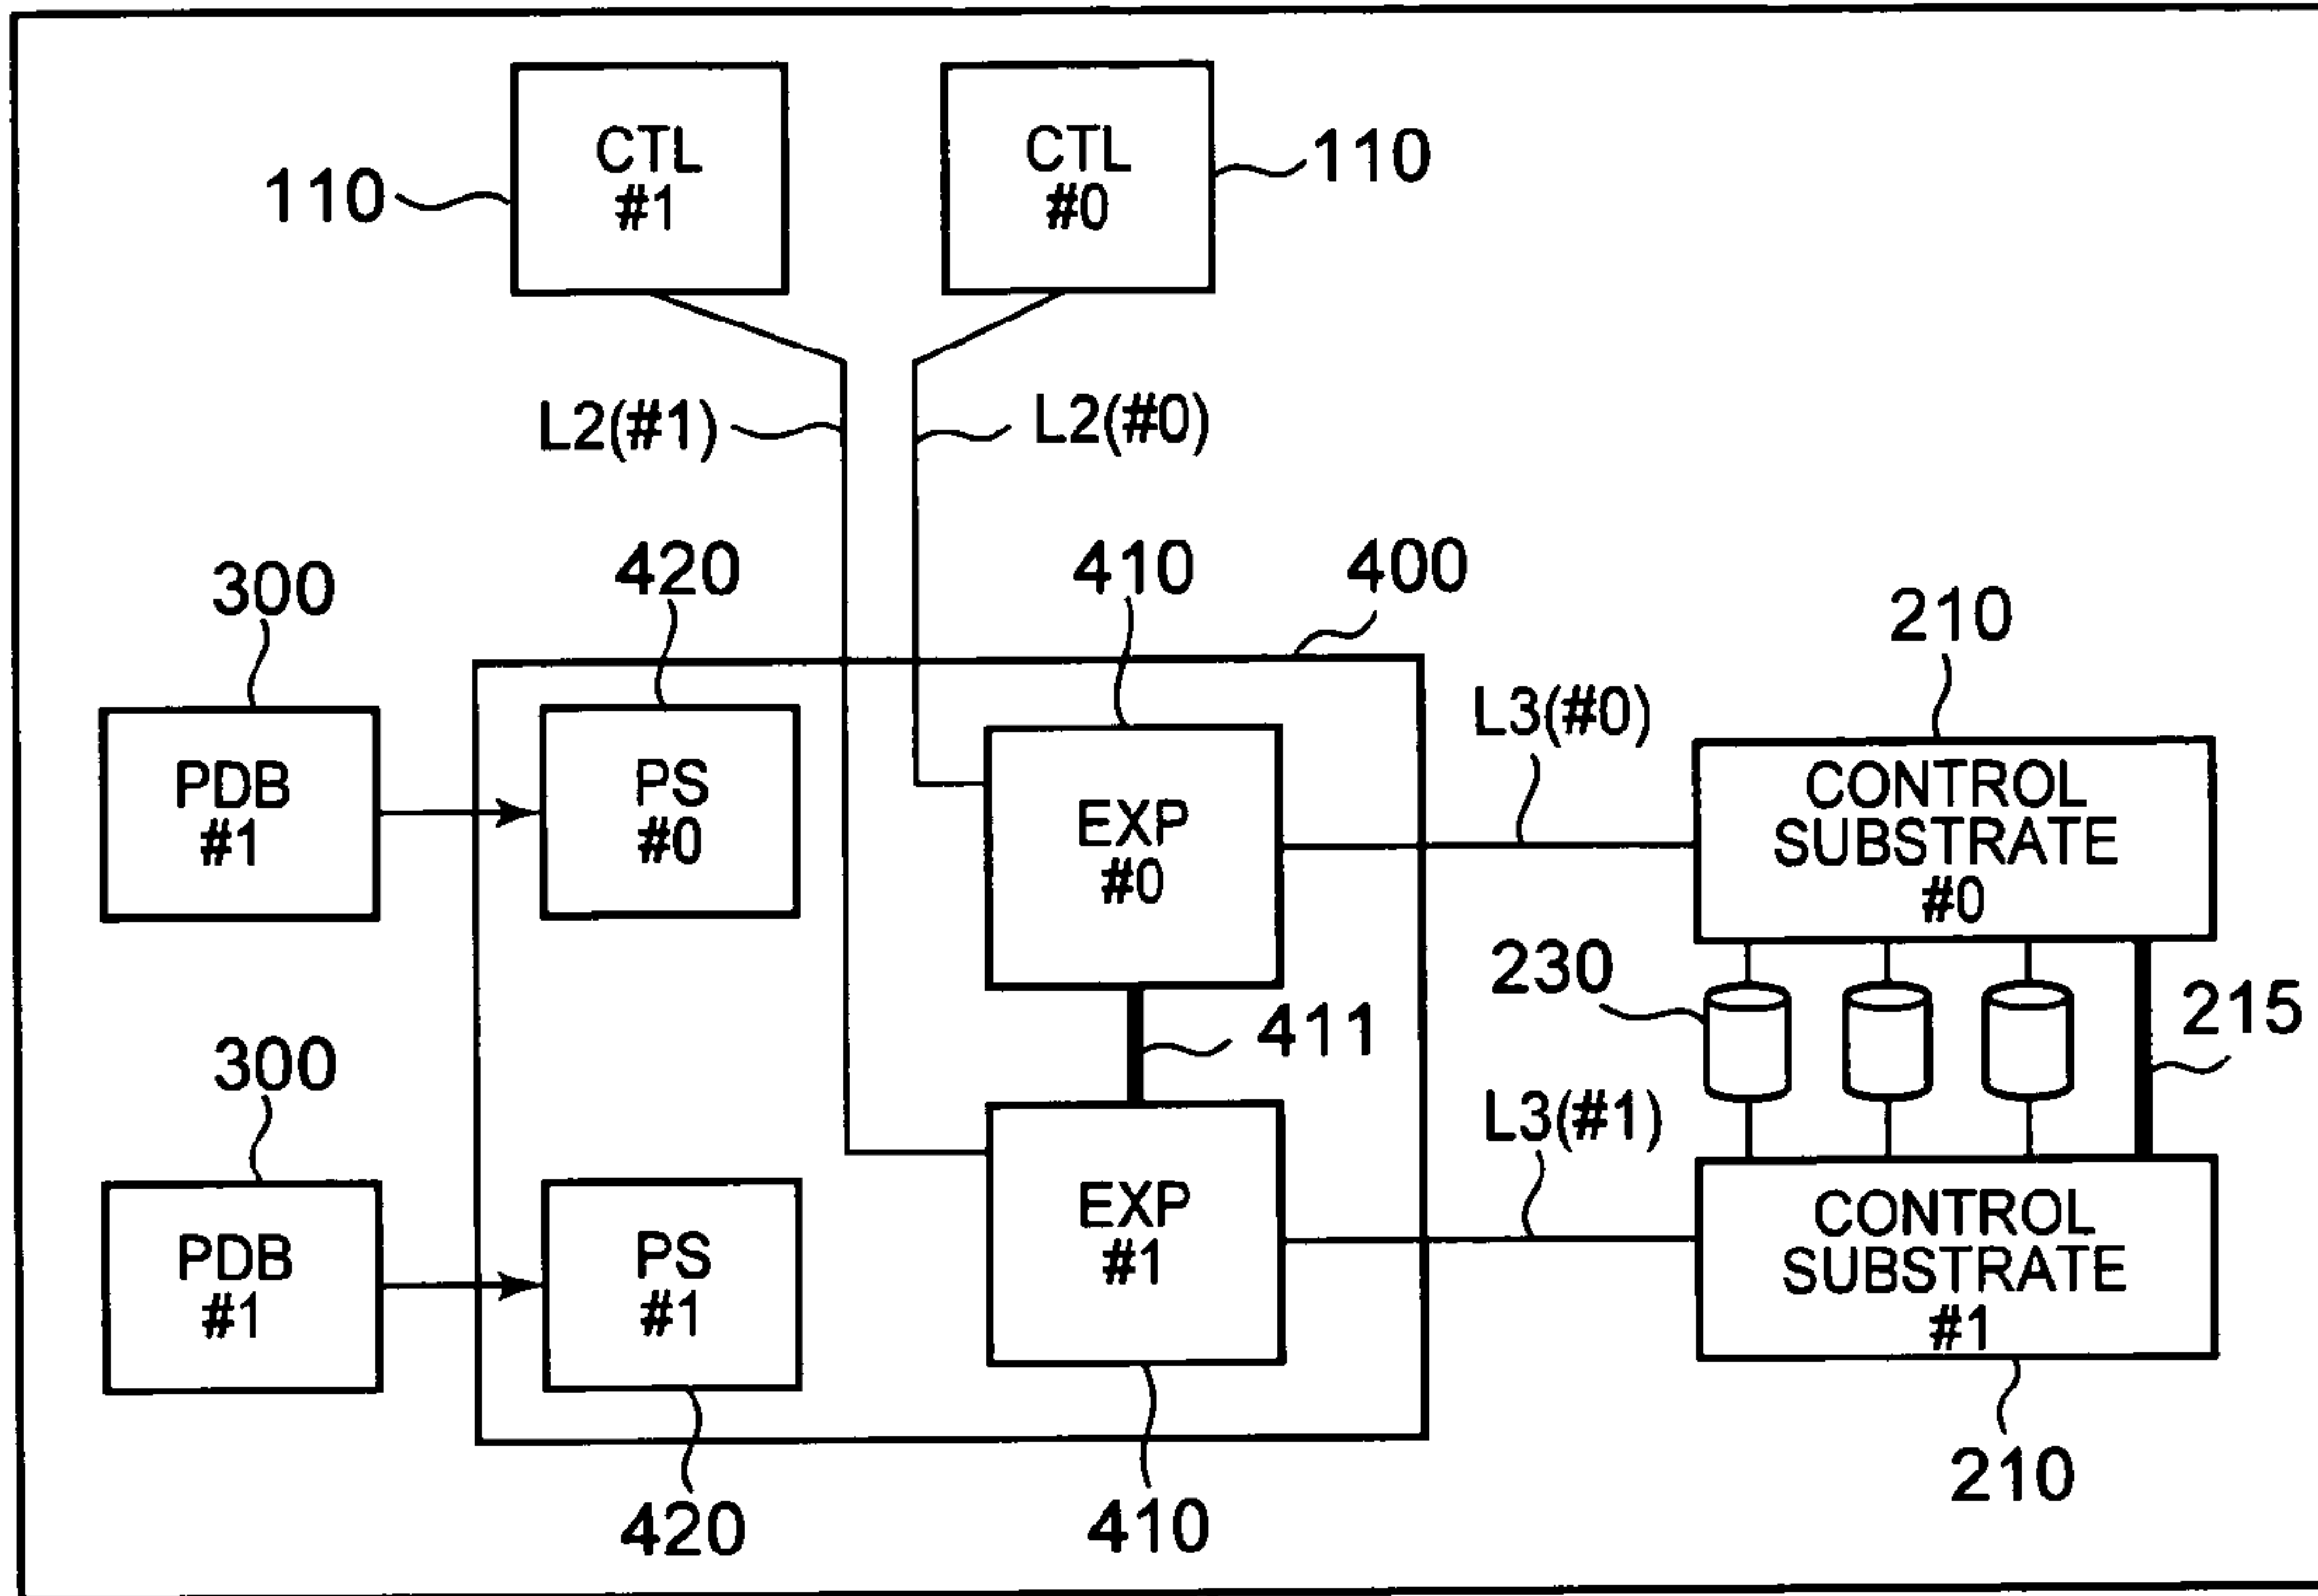 CTL
#1
CTL
#0
110
110
L2(#1)
L2(#0)
300
420
410
400
210
PDB
#1
PS
#0
EXP
#0
L3(#0)
CONTROL
SUBSTRATE
#0
230
215
411
300
L3(#1)
PDB
#1
PS
#1
EXP
#1
CONTROL
SUBSTRATE
#1
420
410
210